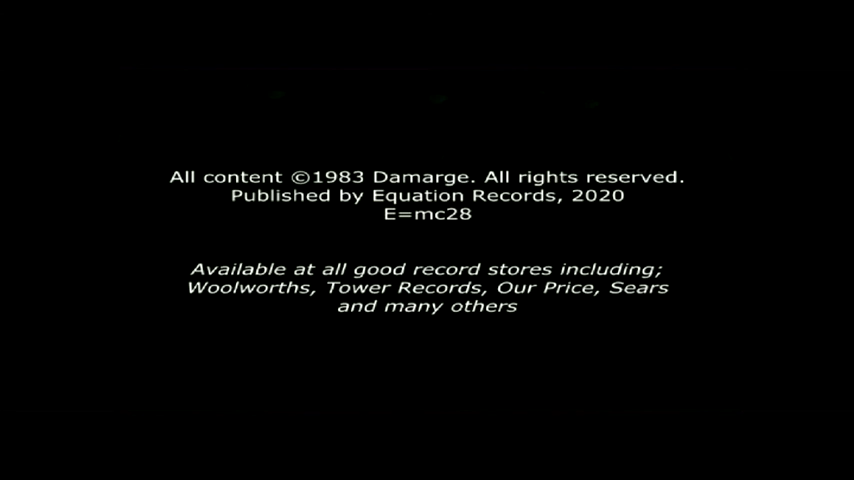 All content ©1983 Damarge. All rights reserved.
Published by Equation Records, 2020
E=mc28
Available at all good record stores including;
Woolworths, Tower Records, Our Price, Sears
and many others